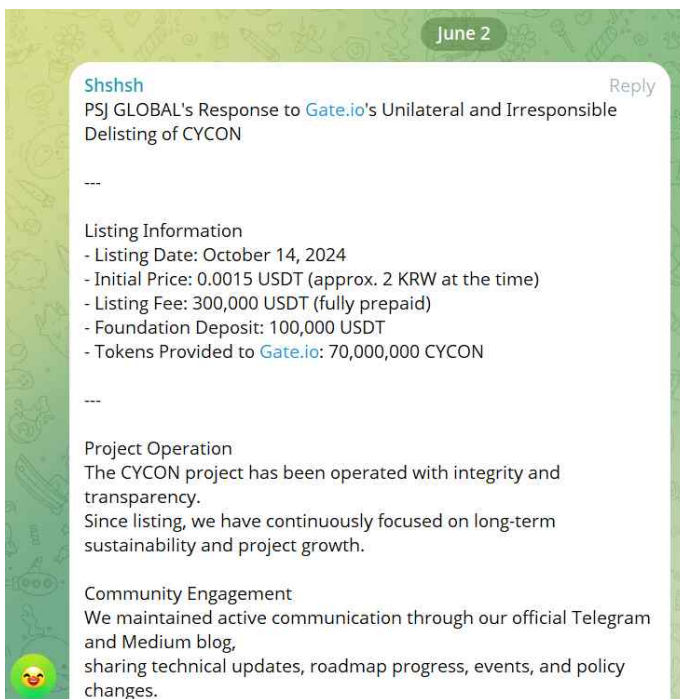 June 2
Shshsh
Reply
PSJ GLOBAL's Response to Gate.io's Unilateral and Irresponsible
Delisting of CYCON
---
Listing Information
- Listing Date: October 14, 2024
- Initial Price: 0.0015 USDT (approx. 2 KRW at the time)
- Listing Fee: 300,000 USDT (fully prepaid)
- Foundation Deposit: 100,000 USDT
- Tokens Provided to Gate.io: 70,000,000 CYCON
---
Project Operation
The CYCON project has been operated with integrity and
transparency.
Since listing, we have continuously focused on long-term
sustainability and project growth.
Community Engagement
We maintained active communication through our official Telegram
and Medium blog,
sharing technical updates, roadmap progress, events, and policy
changes.